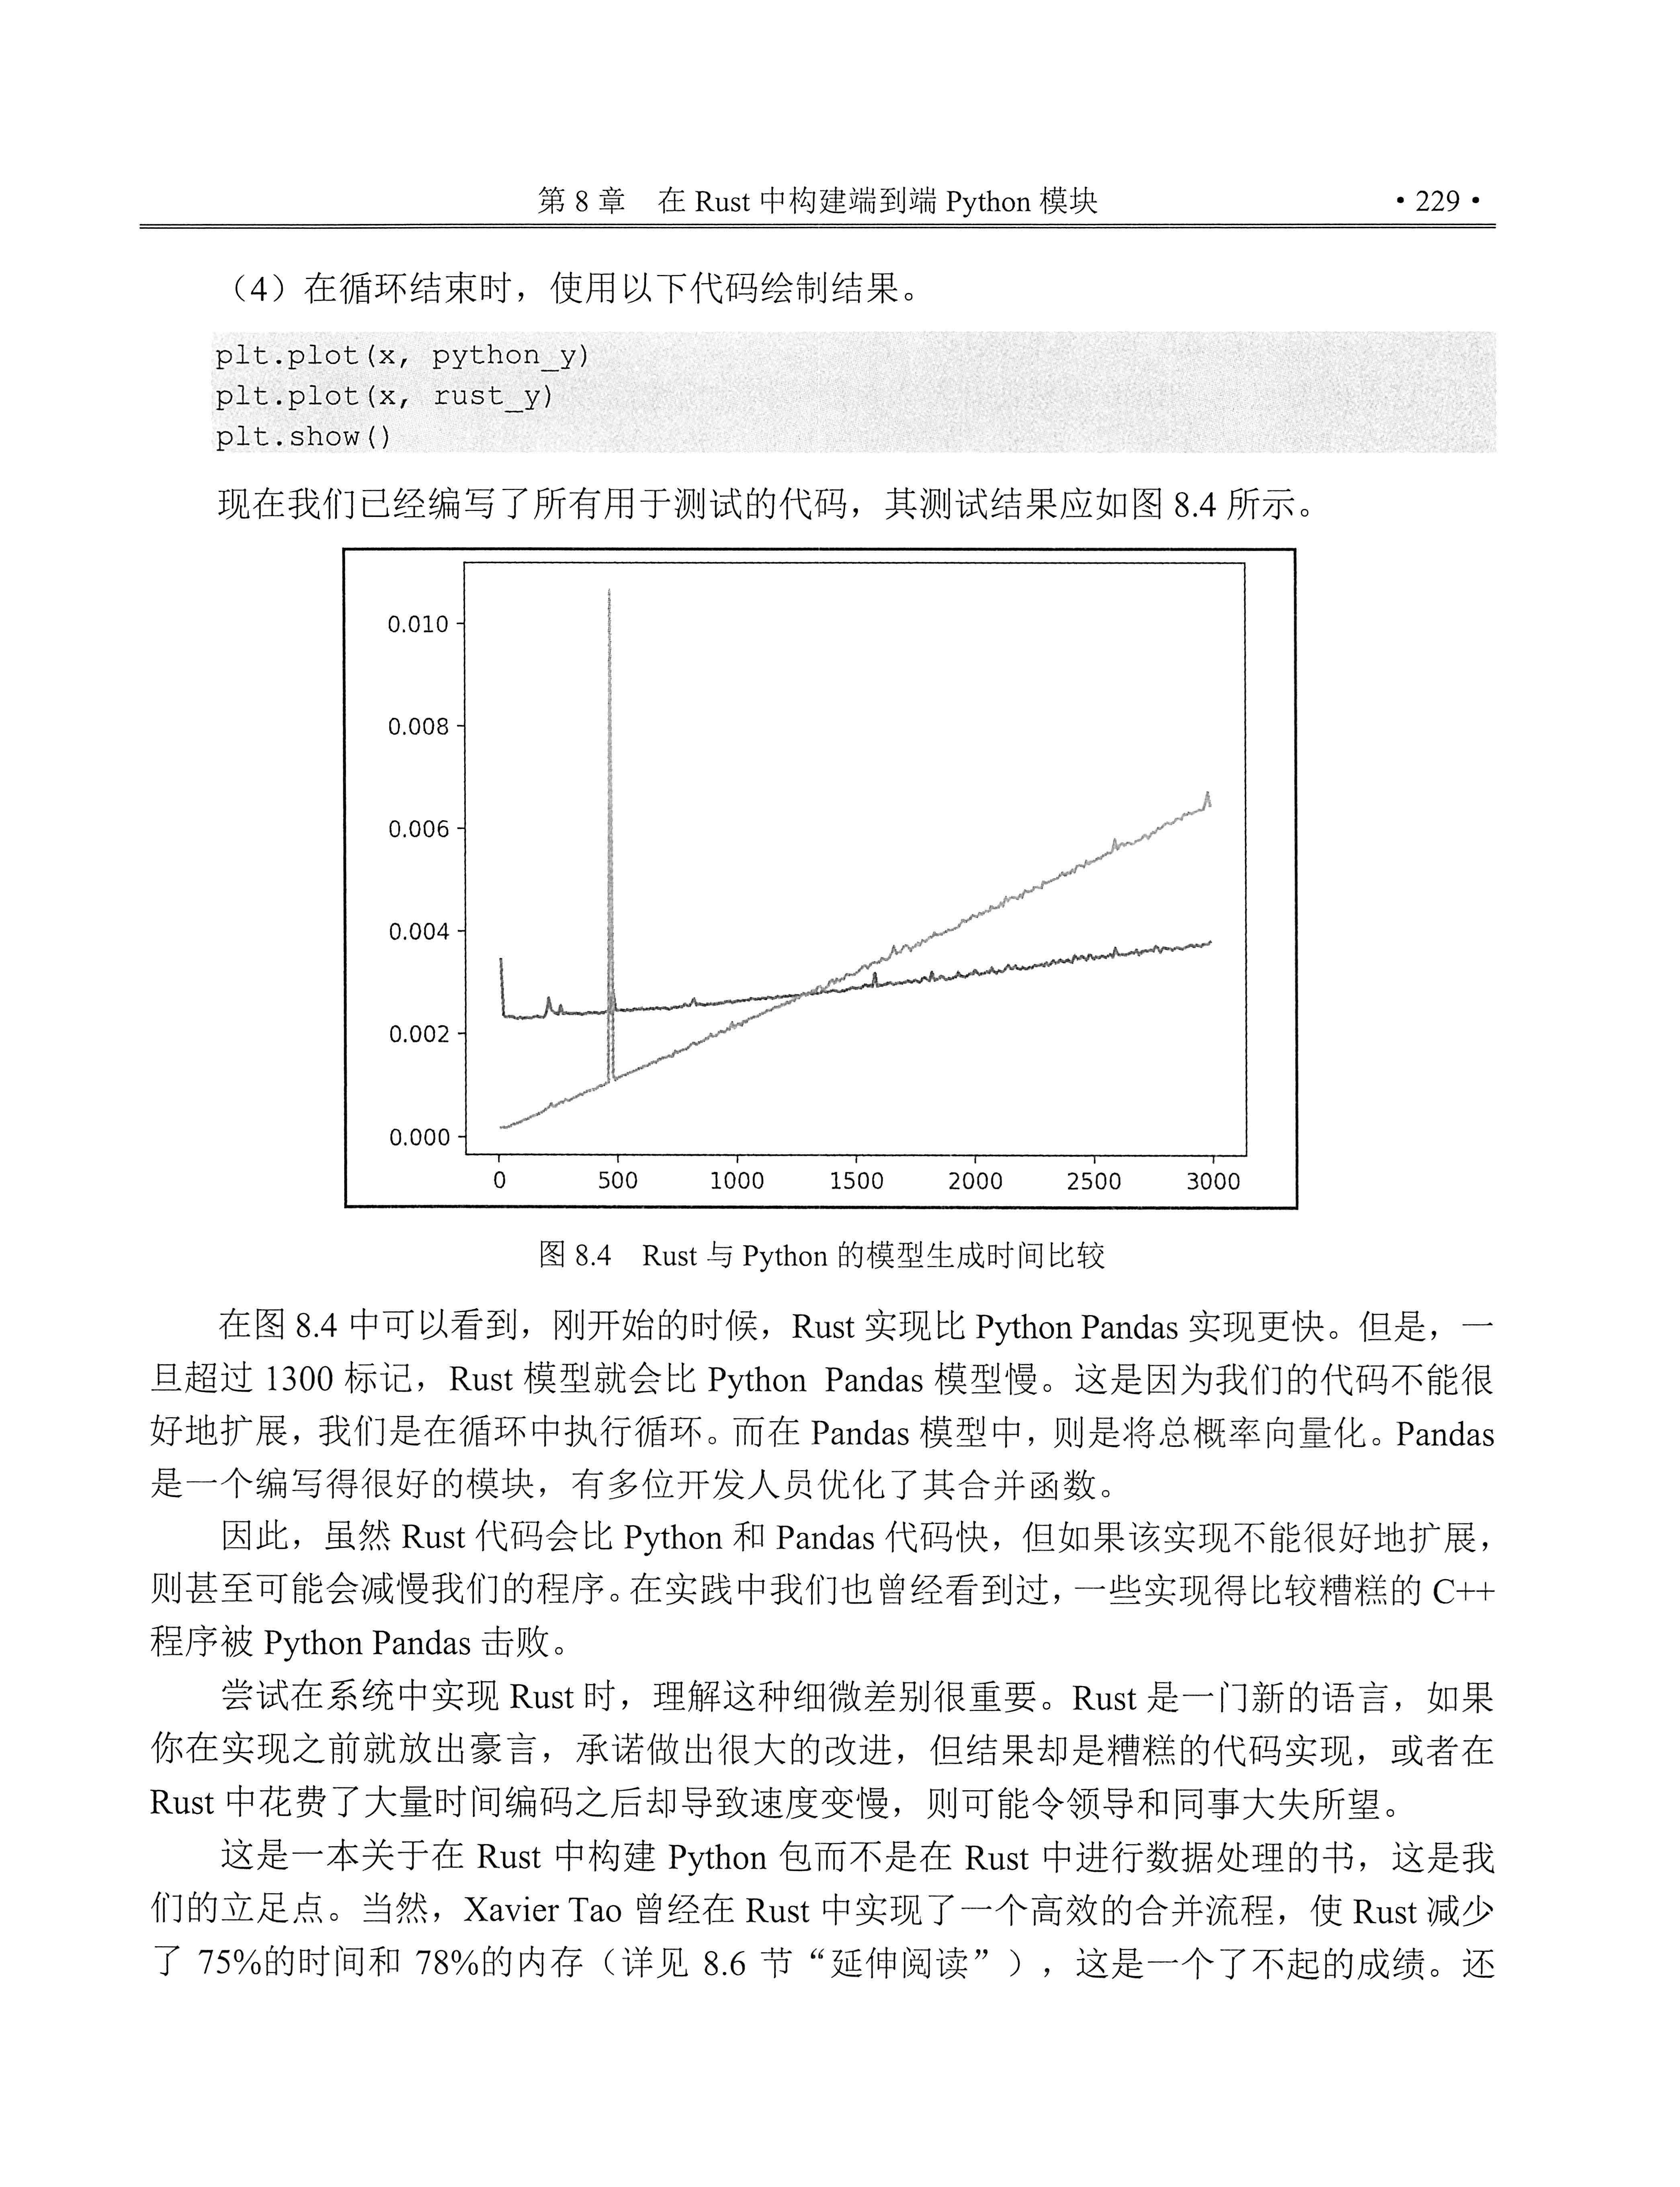 第 8 章　在 Rust 中构建端到端 Python 模块　• 229 •
（4）在循环结束时，使用以下代码绘制结果。
plt.plot(x, python_y)
plt.plot(x, rust_y)
plt.show()
现在我们已经编写了所有用于测试的代码，其测试结果应如图 8.4 所示。
0.010
0.008
0.006
0.004
0.002
0.000
0 500 1000 1500 2000 2500 3000
图 8.4　Rust 与 Python 的模型生成时间比较
在图 8.4 中可以看到，刚开始的时候，Rust 实现比 Python Pandas 实现更快。但是，一
旦超过 1300 标记，Rust 模型就会比 Python Pandas 模型慢。这是因为我们的代码不能很
好地扩展，我们是在循环中执行循环。而在 Pandas 模型中，则是将总概率向量化。Pandas
是一个编写得很好的模块，有多位开发人员优化了其合并函数。
因此，虽然 Rust 代码会比 Python 和 Pandas 代码快，但如果该实现不能很好地扩展，
则甚至可能会减慢我们的程序。在实践中我们也曾经看到过，一些实现得比较糟糕的 C++
程序被 Python Pandas 击败。
尝试在系统中实现 Rust 时，理解这种细微差别很重要。Rust 是一门新的语言，如果
你在实现之前就放出豪言，承诺做出很大的改进，但结果却是糟糕的代码实现，或者在
Rust 中花费了大量时间编码之后却导致速度变慢，则可能令领导和同事大失所望。
这是一本关于在 Rust 中构建 Python 包而不是在 Rust 中进行数据处理的书，这是我
们的立足点。当然，Xavier Tao 曾经在 Rust 中实现了一个高效的合并流程，使 Rust 减少
了 75%的时间和 78%的内存（详见 8.6 节“延伸阅读”），这是一个了不起的成绩。还